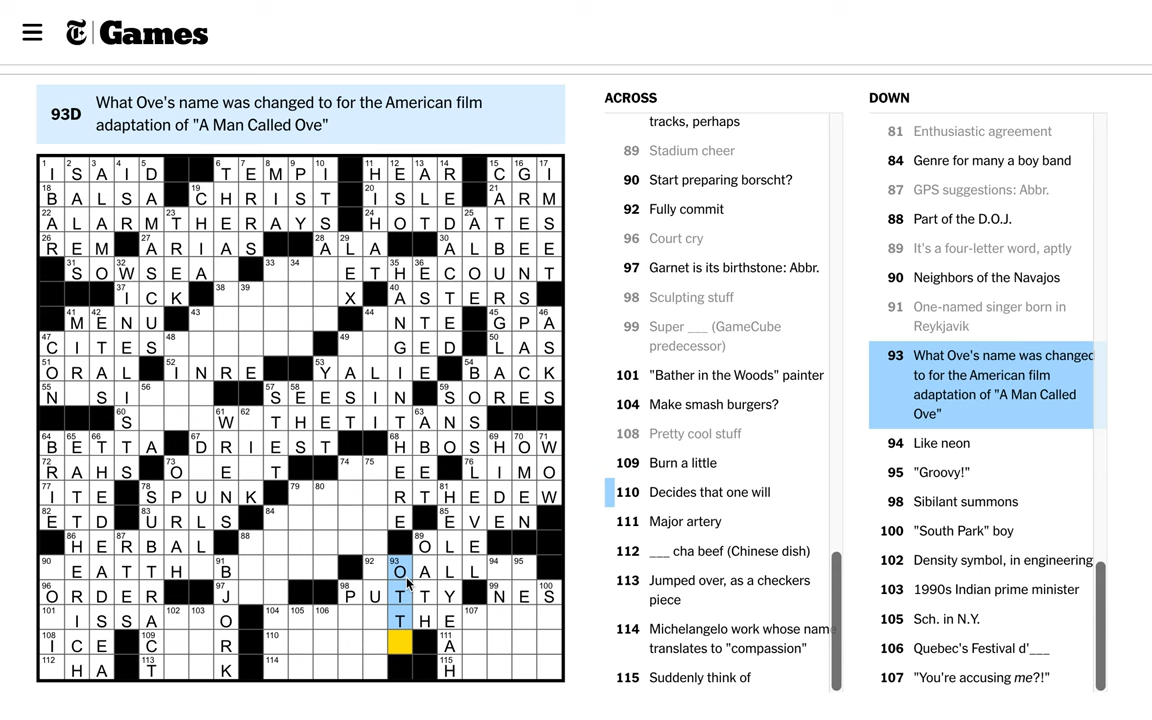 Games
93D
What Ove's name was changed to for the American film
adaptation of "A Man Called Ove"
ACROSS
tracks, perhaps
89 Stadium cheer
90 Start preparing borscht?
92 Fully commit
96 Court cry
97 Garnet is its birthstone: Abbr.
98 Sculpting stuff
99 Super ___ (GameCube
predecessor)
101 "Bather in the Woods" painter
104 Make smash burgers?
108 Pretty cool stuff
109 Burn a little
110 Decides that one will
111 Major artery
112 ___ cha beef (Chinese dish)
113 Jumped over, as a checkers
piece
114 Michelangelo work whose name
translates to "compassion"
115 Suddenly think of
DOWN
81 Enthusiastic agreement
84 Genre for many a boy band
87 GPS suggestions: Abbr.
88 Part of the D.O.J.
89 It's a four-letter word, aptly
90 Neighbors of the Navajos
91 One-named singer born in
Reykjavik
93 What Ove's name was changed
to for the American film
adaptation of "A Man Called
Ove"
94 Like neon
95 "Groovy!"
98 Sibilant summons
100 "South Park" boy
102 Density symbol, in engineering
103 1990s Indian prime minister
105 Sch. in N.Y.
106 Quebec's Festival d'___
107 "You're accusing me?!"
I S A I D T E M P I H E A R C G I
B A L S A C H R I S T I S L E A R M
A L A R M T H E R A Y S H O T D A T E S
R E M A R I A S A L A A L B E E
S O W S E A E T H E C O U N T
I C K X A S T E R S
M E N U N T E G P A
C I T E S G E D L A S
O R A L I N R E Y A L I E B A C K
N S I S E E S I N S O R E S
S W T H E T I T A N S
B E T T A D R I E S T H B O S H O W
R A H S O E T E E L I M O
I T E S P U N K R T H E D E W
E T D U R L S E E V E N
H E R B A L O L E
E A T T H B O A L L
O R D E R J P U T T Y N E S
I S S A O T H E
I C E C R A
H A T K H